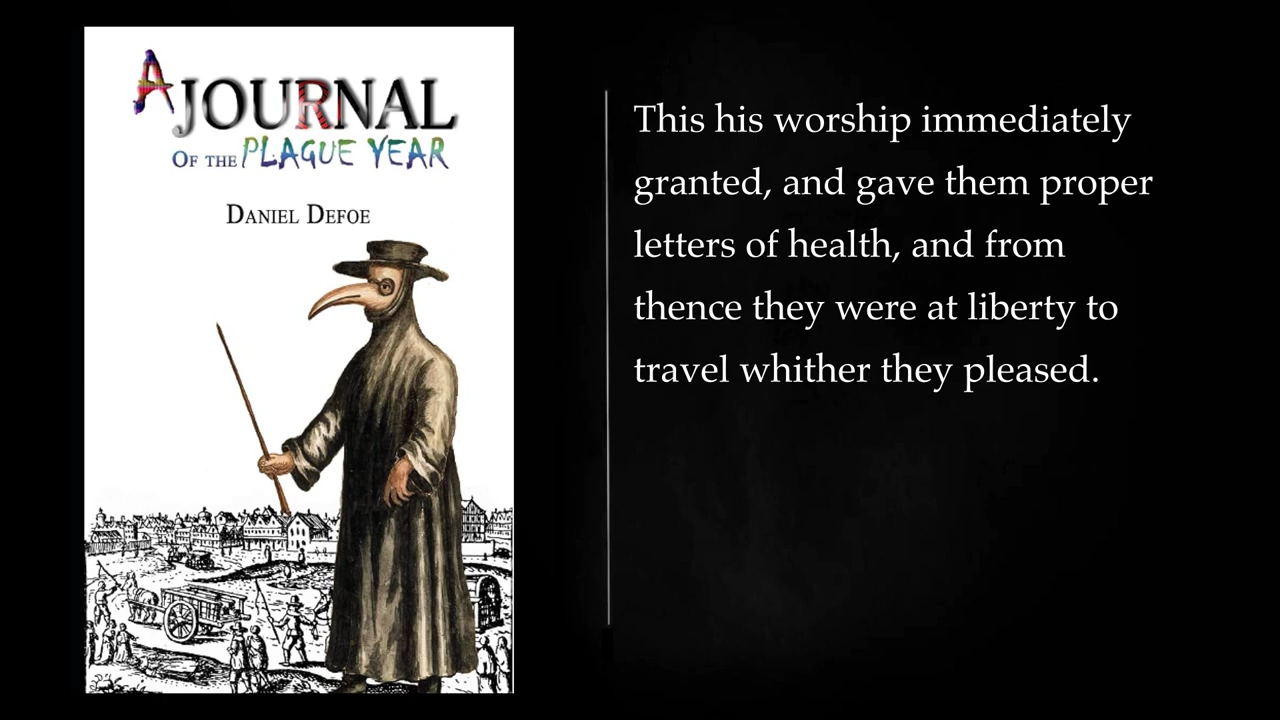 A JOURNAL
OF THE PLAGUE YEAR
DANIEL DEFOE
This his worship immediately
granted, and gave them proper
letters of health, and from
thence they were at liberty to
travel whither they pleased.